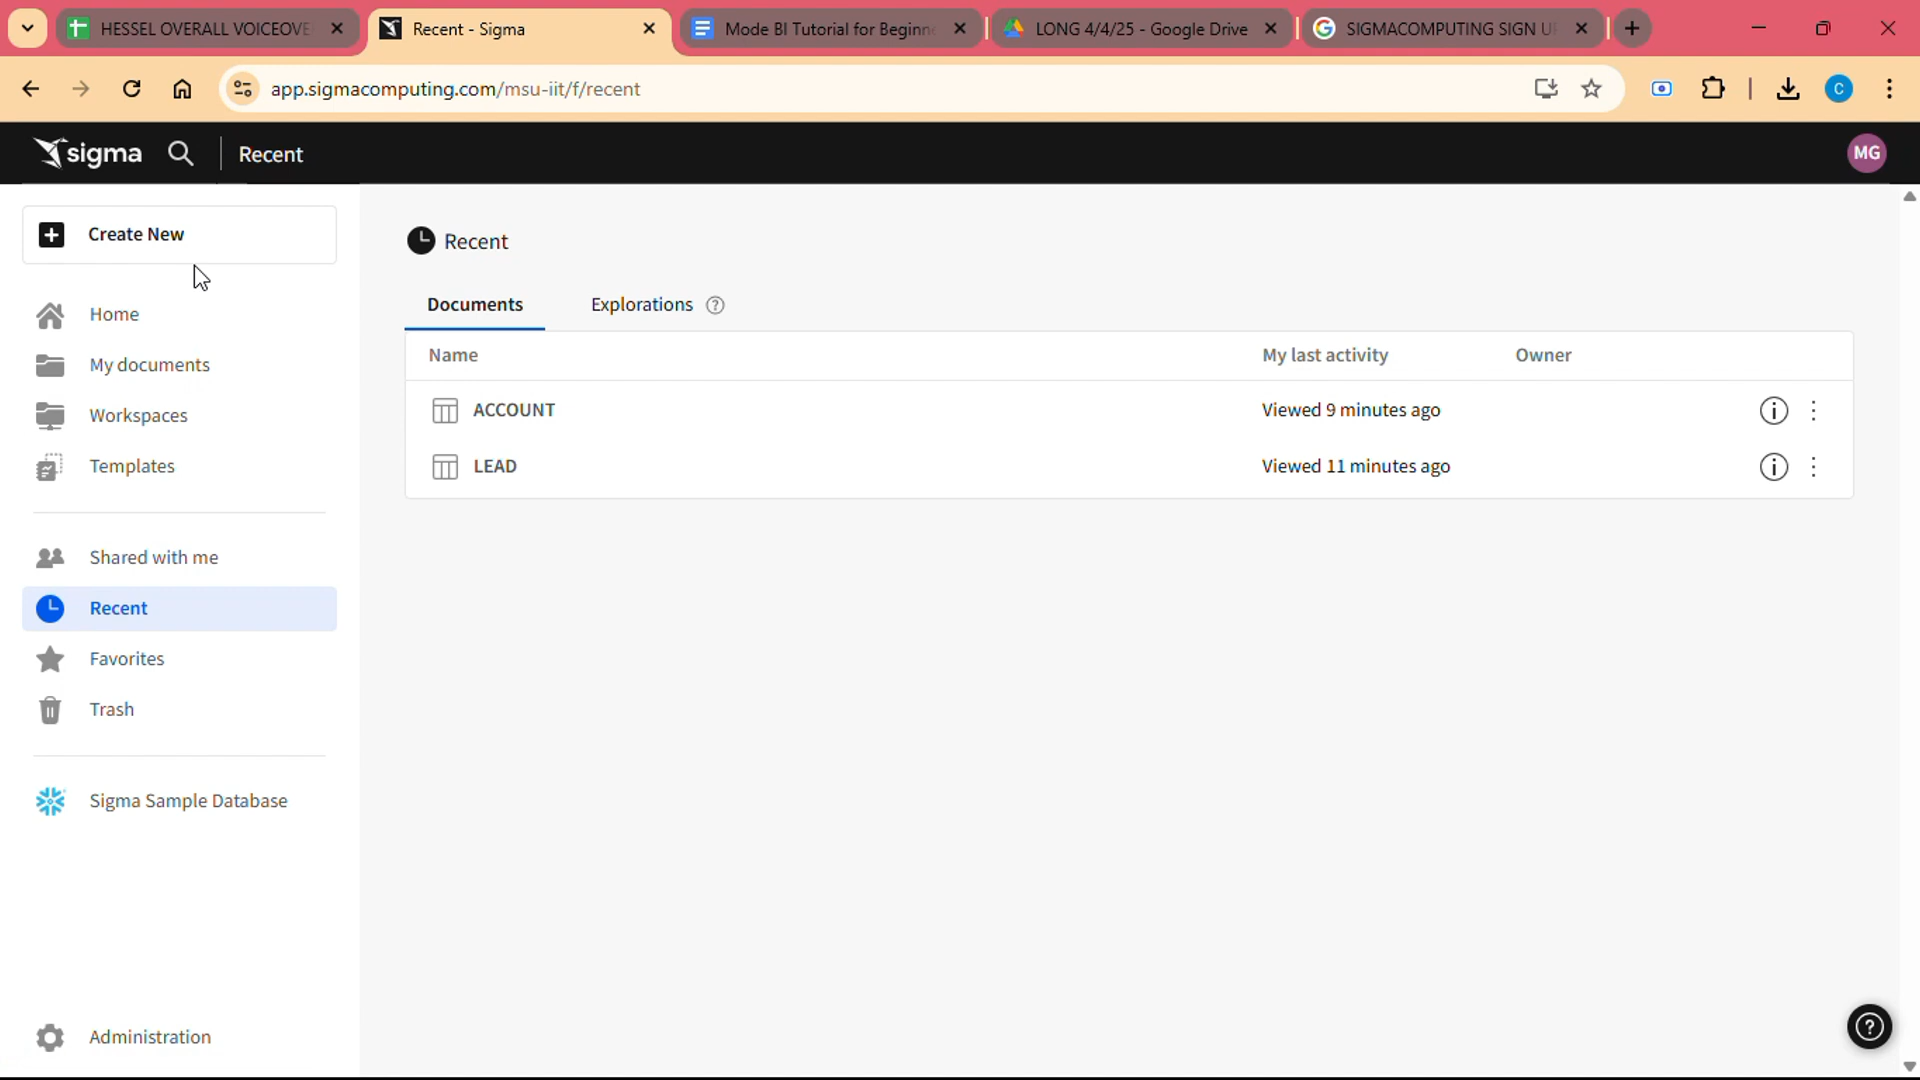 HESSEL OVERALL VOICEOVE
Recent - Sigma
Mode BI Tutorial for Beginn
LONG 4/4/25 - Google Drive
SIGMACOMPUTING SIGN U
app.sigmacomputing.com/msu-iit/f/recent
C
sigma
Recent
MG
Create New
Home
My documents
Workspaces
Templates
Shared with me
Recent
Favorites
Trash
Sigma Sample Database
Administration
Recent
Documents
Explorations
Name
My last activity
Owner
ACCOUNT
Viewed 9 minutes ago
LEAD
Viewed 11 minutes ago